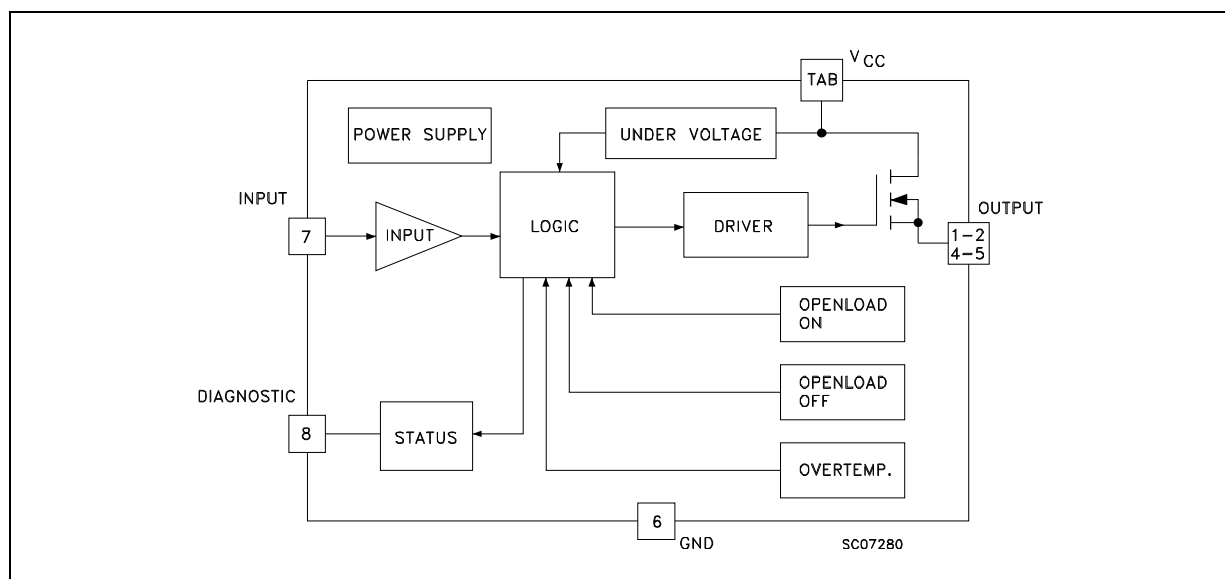 VCC
TAB
POWER SUPPLY
UNDER VOLTAGE
INPUT
7
INPUT
LOGIC
DRIVER
OUTPUT
1-2
4-5
OPENLOAD
ON
DIAGNOSTIC
8
STATUS
OPENLOAD
OFF
OVERTEMP.
6
GND
SC07280